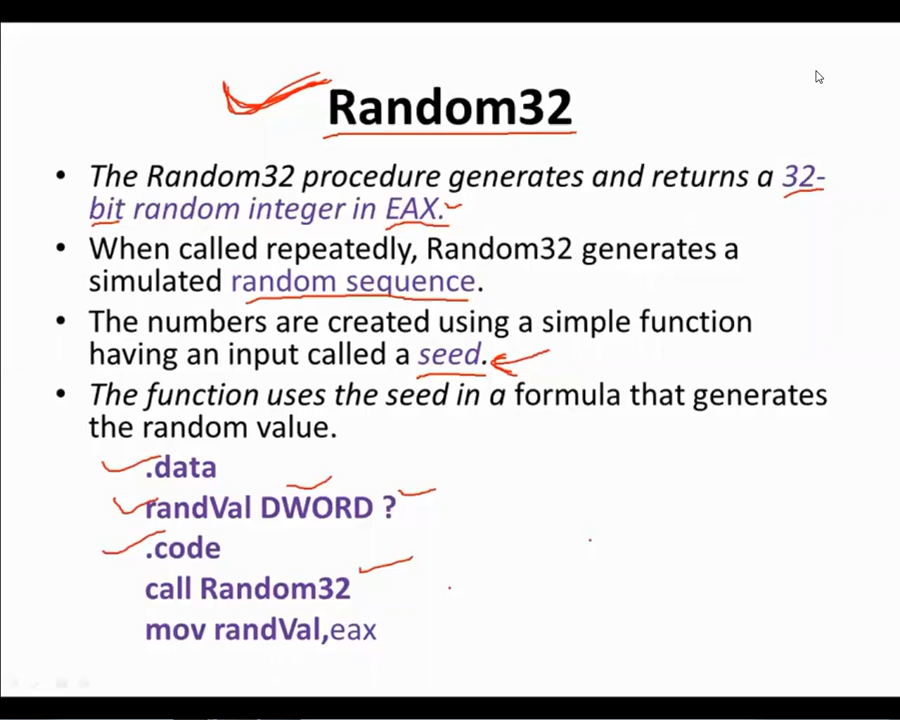 Random32
• The Random32 procedure generates and returns a 32-
bit random integer in EAX.
• When called repeatedly, Random32 generates a
simulated random sequence.
• The numbers are created using a simple function
having an input called a seed.
• The function uses the seed in a formula that generates
the random value.
.data
randVal DWORD ?
.code
call Random32
mov randVal,eax